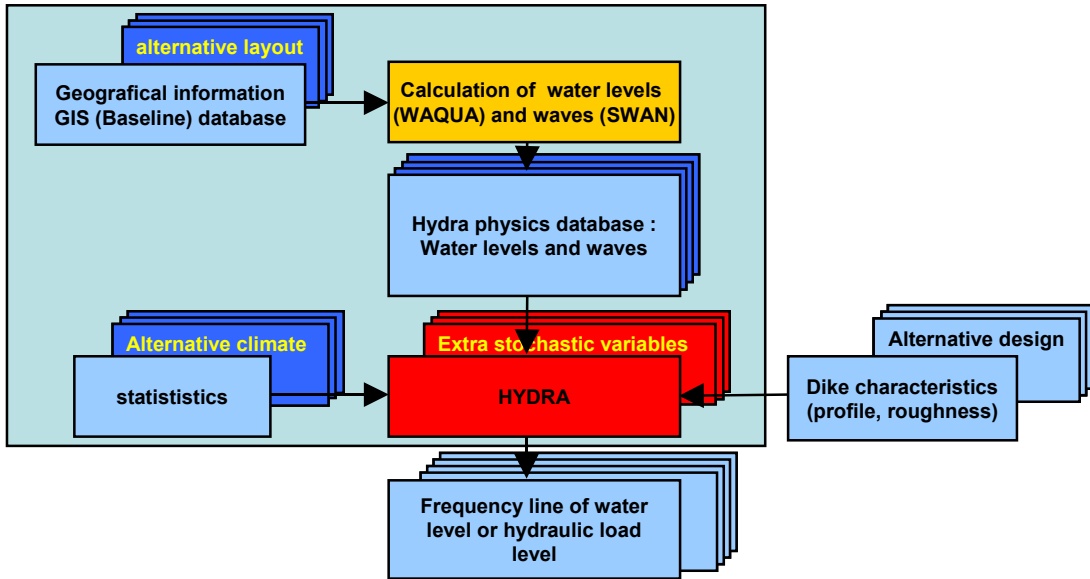 alternative layout
Geografical information
GIS (Baseline) database
Calculation of water levels
(WAQUA) and waves (SWAN)
Hydra physics database :
Water levels and waves
Alternative climate
statististics
Extra stochastic variables
HYDRA
Alternative design
Dike characteristics
(profile, roughness)
Frequency line of water
level or hydraulic load
level